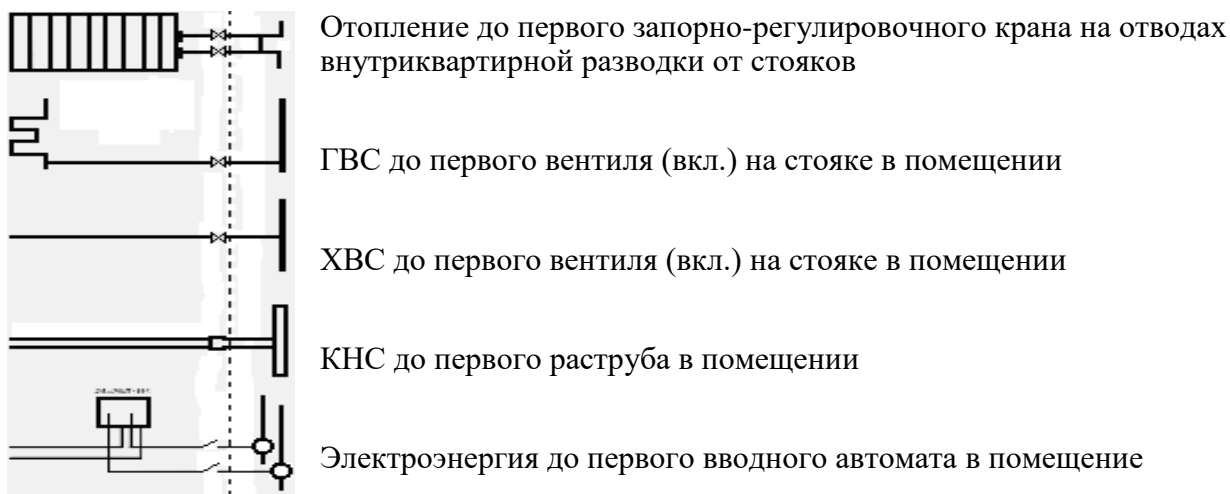 Отопление до первого запорно-регулировочного крана на отводах
внутриквартирной разводки от стояков
ГВС до первого вентиля (вкл.) на стояке в помещении
ХВС до первого вентиля (вкл.) на стояке в помещении
КНС до первого раструба в помещении
Электроэнергия до первого вводного автомата в помещение